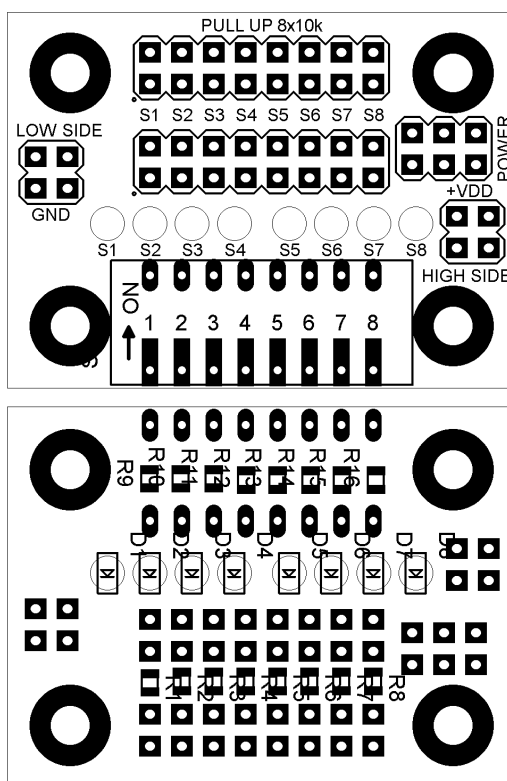 PULL UP 8x10k
S1 S2 S3 S4 S5 S6 S7 S8
LOW SIDE
GND
POWER
+VDD
S1 S2 S3 S4 S5 S6 S7 S8
HIGH SIDE
NO
1 2 3 4 5 6 7 8
S
R9 R10 R11 R12 R13 R14 R15 R16
D1 D2 D3 D4 D5 D6 D7 D8
R1 R2 R3 R4 R5 R6 R7 R8